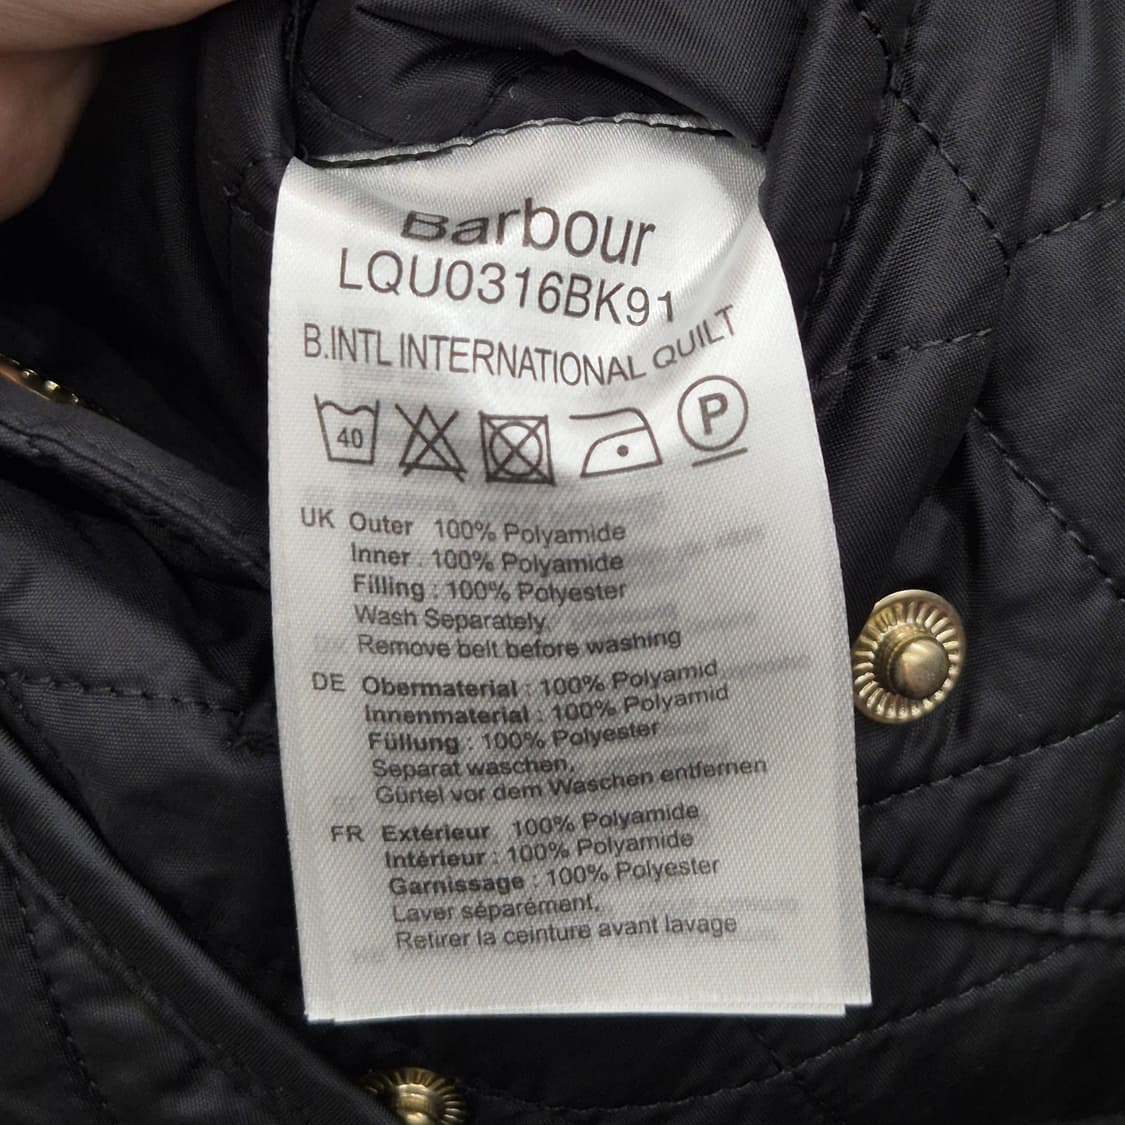 Barbour
LQU0316BK91
B.INTL INTERNATIONAL QUILT
40 P
UK Outer 100% Polyamide
Inner : 100% Polyamide
Filling : 100% Polyester
Wash Separately,
Remove belt before washing
DE Obermaterial : 100% Polyamid
Innenmaterial : 100% Polyamid
Füllung : 100% Polyester
Separat waschen,
Gürtel vor dem Waschen entfernen
FR Extérieur 100% Polyamide
Intérieur : 100% Polyamide
Garnissage : 100% Polyester
Laver séparément,
Retirer la ceinture avant lavage